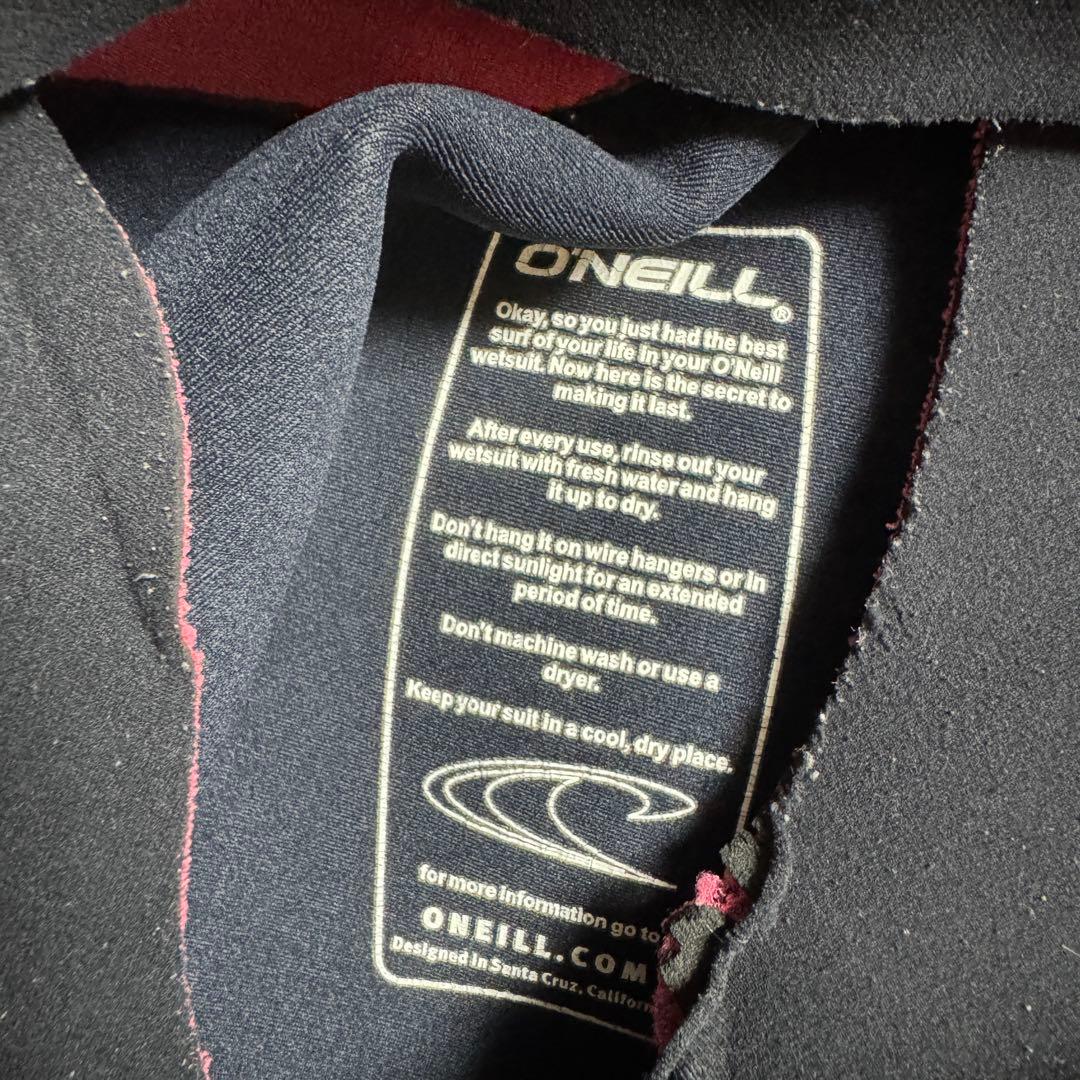 O'NEILL®
Okay, so you just had the best
surf of your life in your O'Neill
wetsuit. Now here is the secret to
making it last.
After every use, rinse out your
wetsuit with fresh water and hang
it up to dry.
Don't hang it on wire hangers or in
direct sunlight for an extended
period of time.
Don't machine wash or use a
dryer.
Keep your suit in a cool, dry place.
for more information go to
ONEILL.COM
Designed in Santa Cruz, Californ